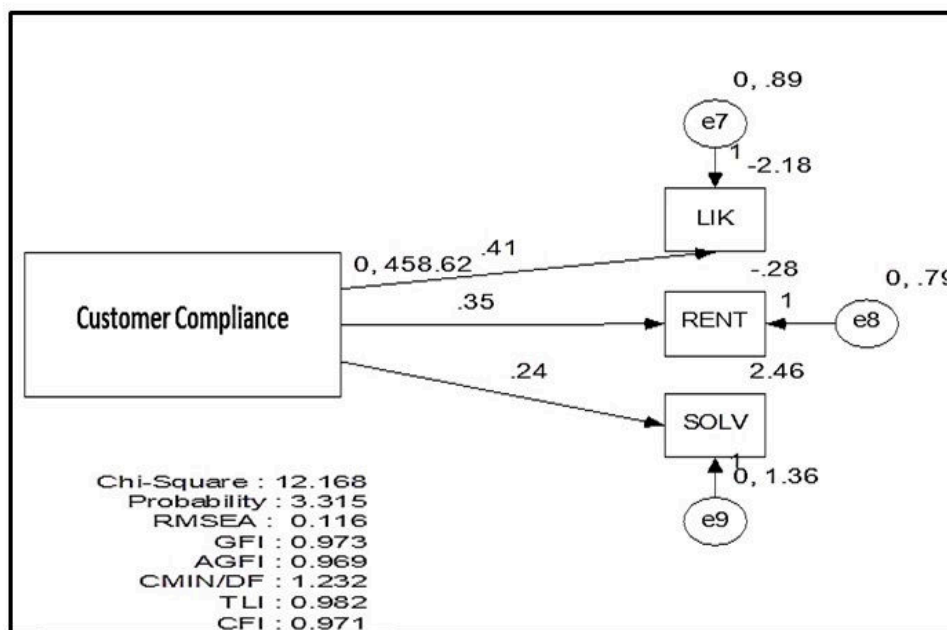 0, .89
e7
1
-2.18
LIK
.41
0, 458.62
-.28
0, .79
.35
1
Customer Compliance
RENT
e8
.24
2.46
SOLV
1
0, 1.36
e9
Chi-Square : 12.168
Probability : 3.315
RMSEA : 0.116
GFI : 0.973
AGFI : 0.969
CMIN/DF : 1.232
TLI : 0.982
CFI : 0.971